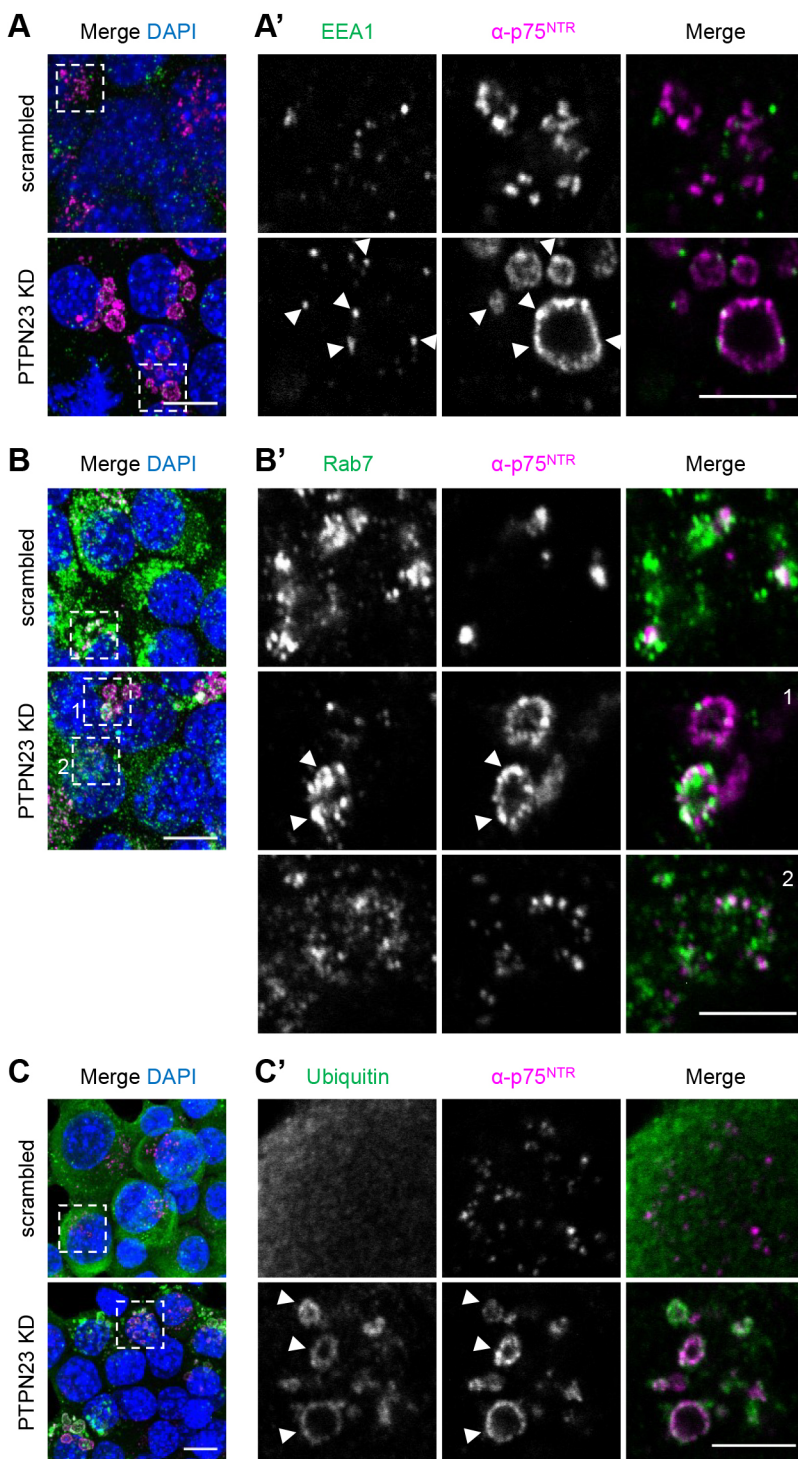 A
Merge DAPI
A’
EEA1
α-p75NTR
Merge
scrambled
PTPN23 KD
B
Merge DAPI
B’
Rab7
α-p75NTR
Merge
scrambled
PTPN23 KD
1
2
1
2
C
Merge DAPI
C’
Ubiquitin
α-p75NTR
Merge
scrambled
PTPN23 KD